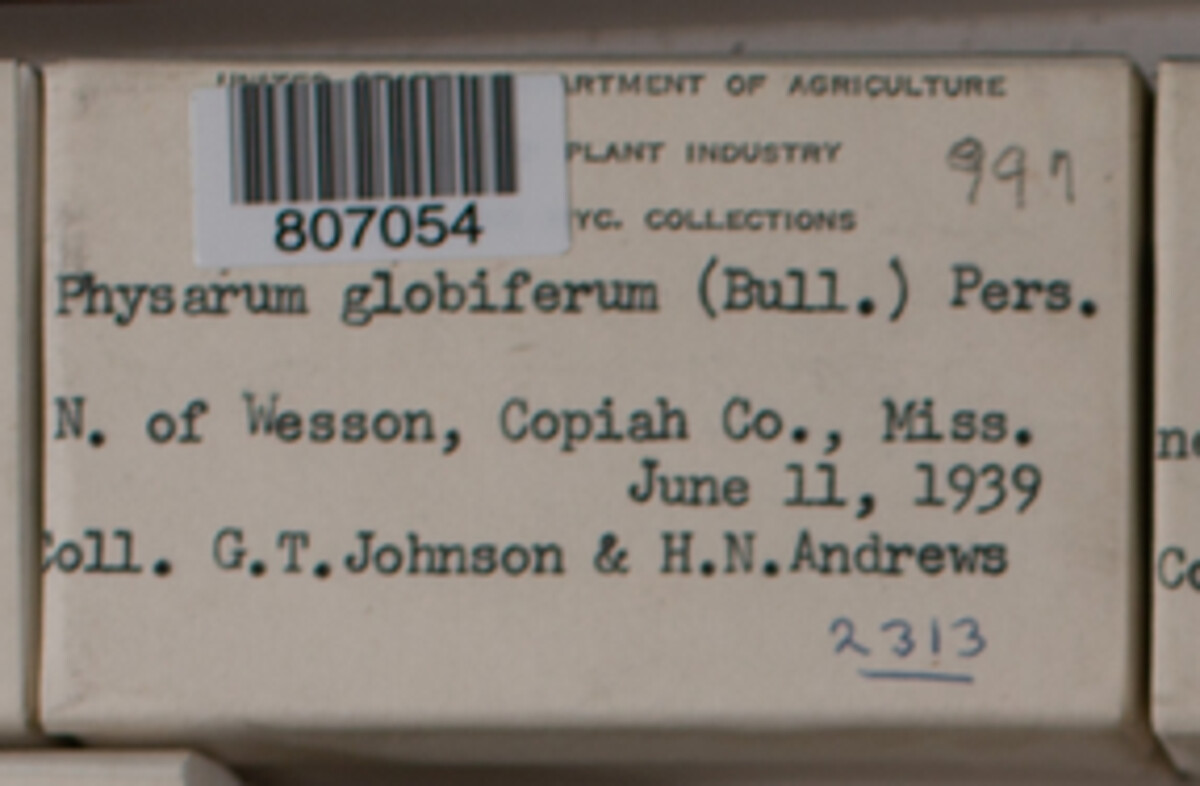 ARTMENT OF AGRICULTURE
PLANT INDUSTRY
997
YC. COLLECTIONS
807054
Physarum globiferum (Bull.) Pers.
N. of Wesson, Copiah Co., Miss.
June 11, 1939
Coll. G.T.Johnson & H.N.Andrews
2313